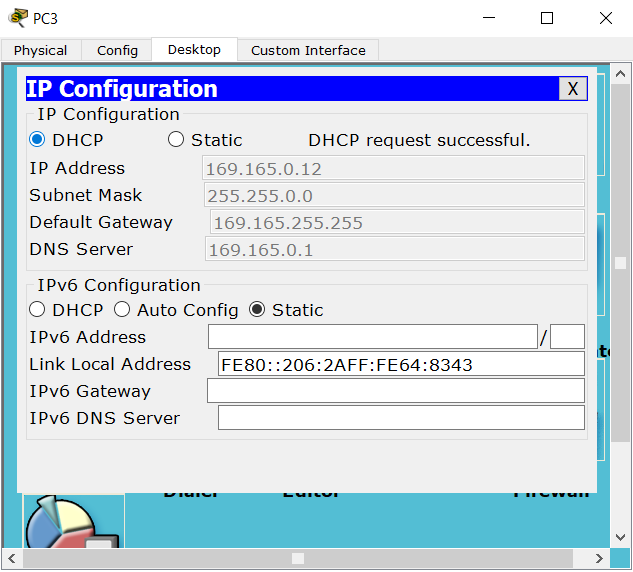 PC3
Physical Config Desktop Custom Interface
IP Configuration X
IP Configuration
DHCP Static DHCP request successful.
IP Address 169.165.0.12
Subnet Mask 255.255.0.0
Default Gateway 169.165.255.255
DNS Server 169.165.0.1
IPv6 Configuration
DHCP Auto Config Static
IPv6 Address /
Link Local Address FE80::206:2AFF:FE64:8343
IPv6 Gateway
IPv6 DNS Server
Dialer Editor Firewall